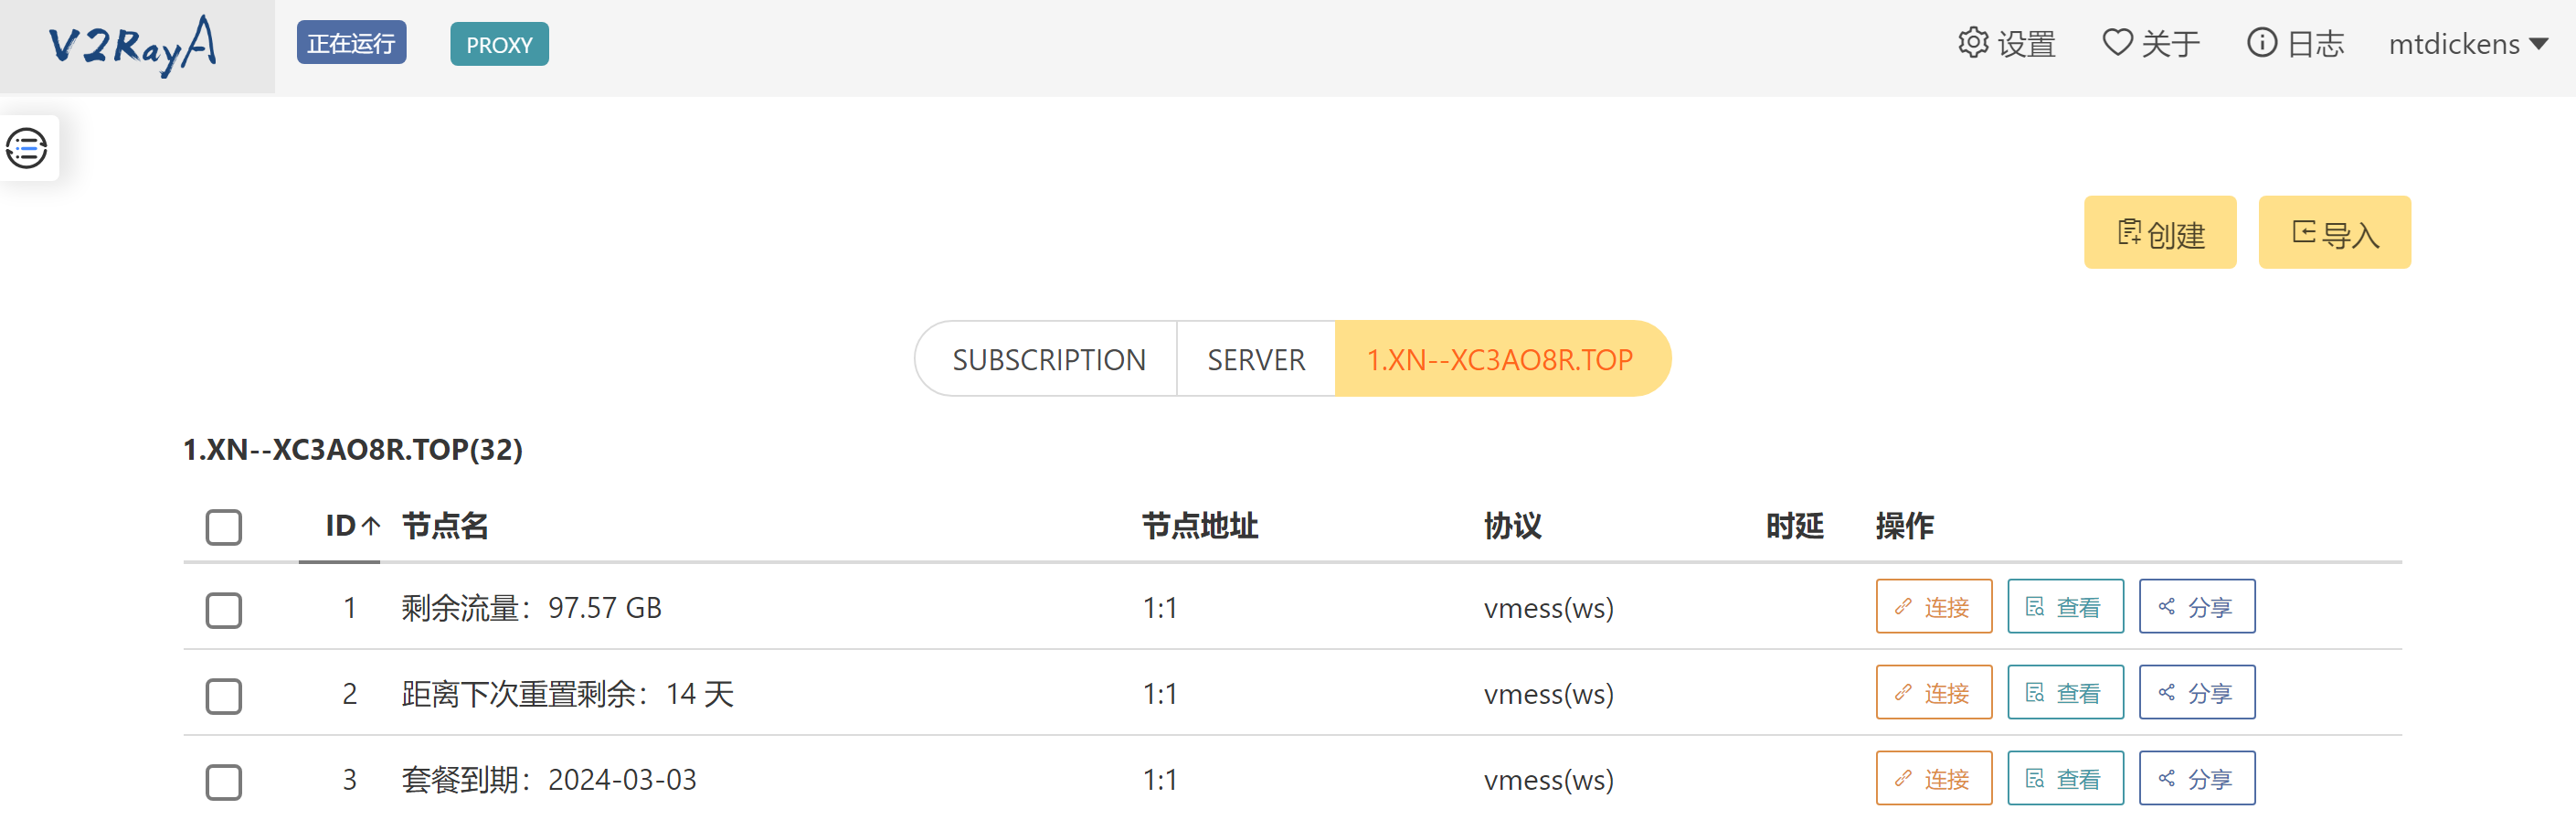 V2RayA 正在运行 PROXY 设置 关于 日志 mtdickens
创建 导入
SUBSCRIPTION SERVER 1.XN--XC3AO8R.TOP
1.XN--XC3AO8R.TOP(32)
ID 节点名 节点地址 协议 时延 操作
1 剩余流量：97.57 GB 1:1 vmess(ws) 连接 查看 分享
2 距离下次重置剩余：14 天 1:1 vmess(ws) 连接 查看 分享
3 套餐到期：2024-03-03 1:1 vmess(ws) 连接 查看 分享